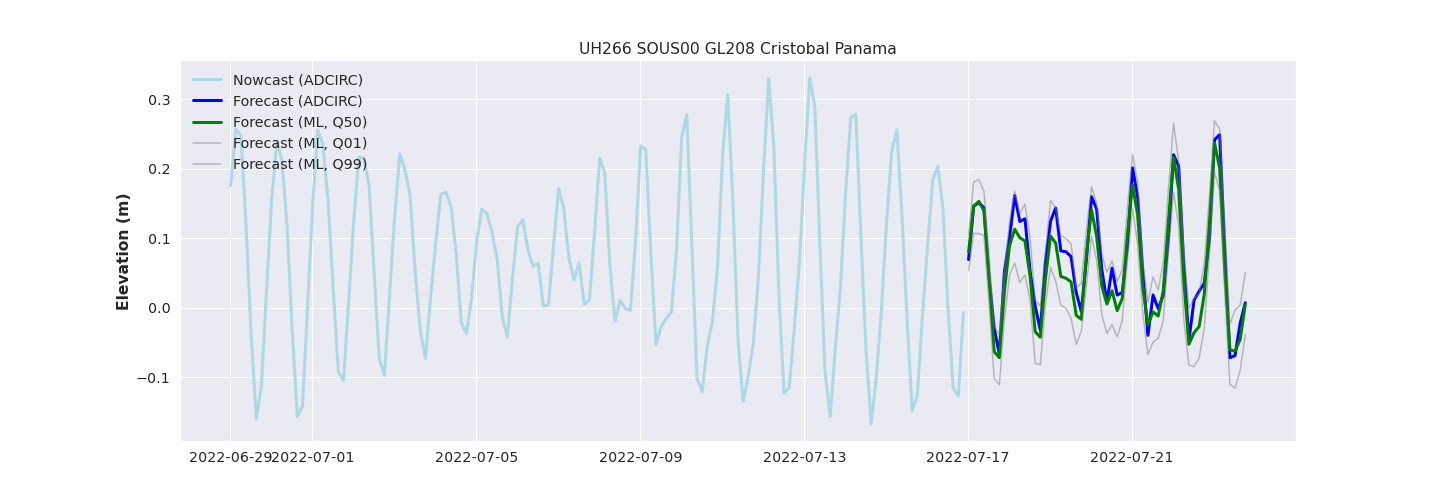 UH266 SOUS00 GL208 Cristobal Panama
Nowcast (ADCIRC)
Forecast (ADCIRC)
Forecast (ML, Q50)
Forecast (ML, Q01)
Forecast (ML, Q99)
Elevation (m)
0.3
0.2
0.1
0.0
−0.1
2022-06-29 2022-07-01 2022-07-05 2022-07-09 2022-07-13 2022-07-17 2022-07-21